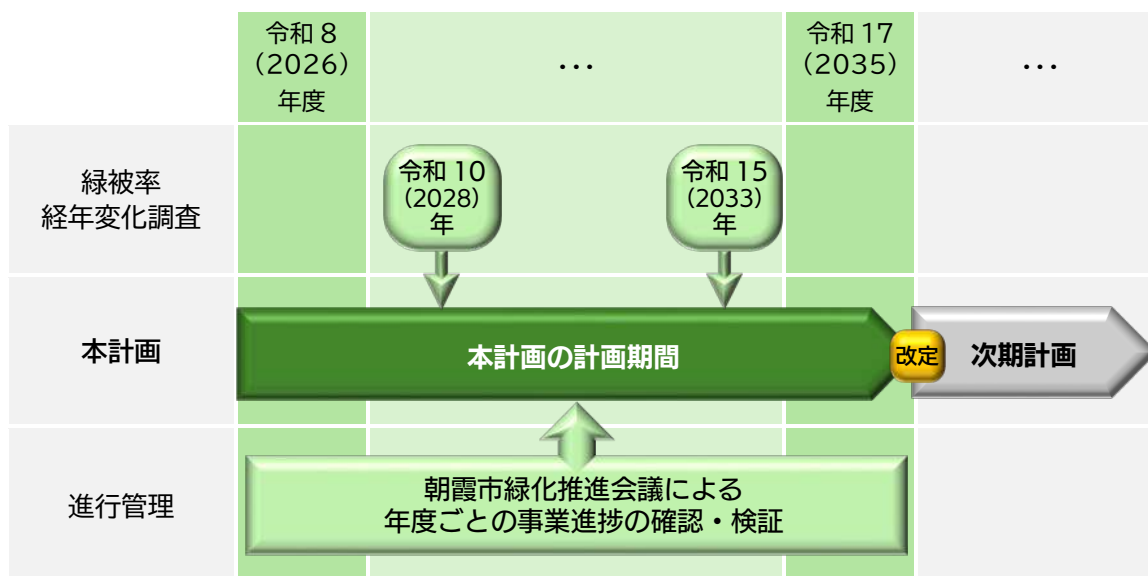 令和 8
（2026）
年度
…
令和 17
（2035）
年度
…
緑被率
経年変化調査
令和 10
（2028）
年
令和 15
（2033）
年
本計画
本計画の計画期間
改定
次期計画
進行管理
朝霞市緑化推進会議による
年度ごとの事業進捗の確認・検証